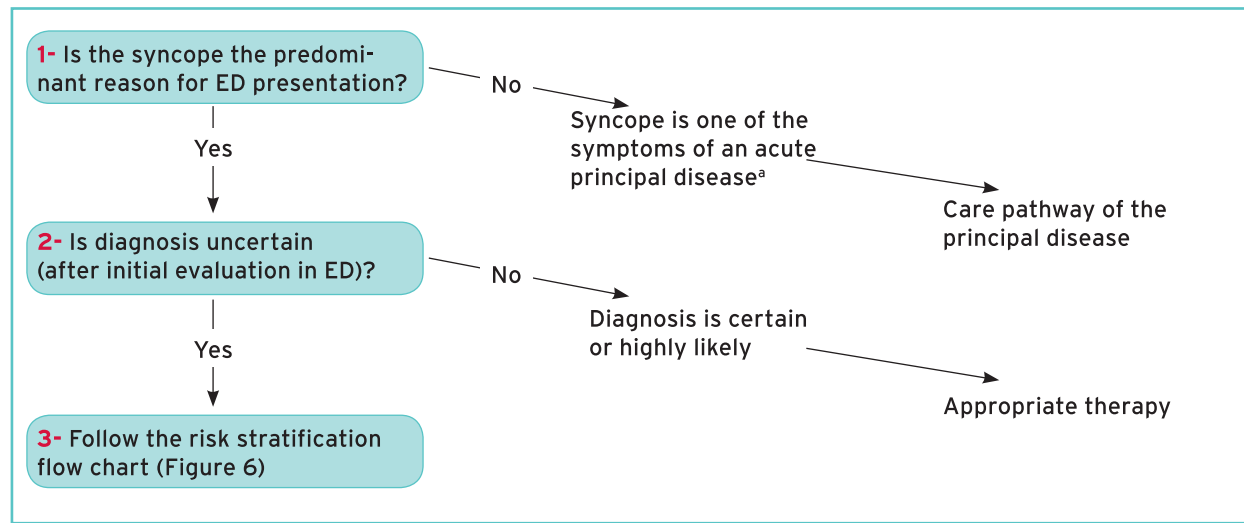 1- Is the syncope the predomi-
nant reason for ED presentation?
No
Syncope is one of the
symptoms of an acute
principal diseaseª
Care pathway of the
principal disease
Yes
2- Is diagnosis uncertain
(after initial evaluation in ED)?
No
Diagnosis is certain
or highly likely
Appropriate therapy
Yes
3- Follow the risk stratification
flow chart (Figure 6)